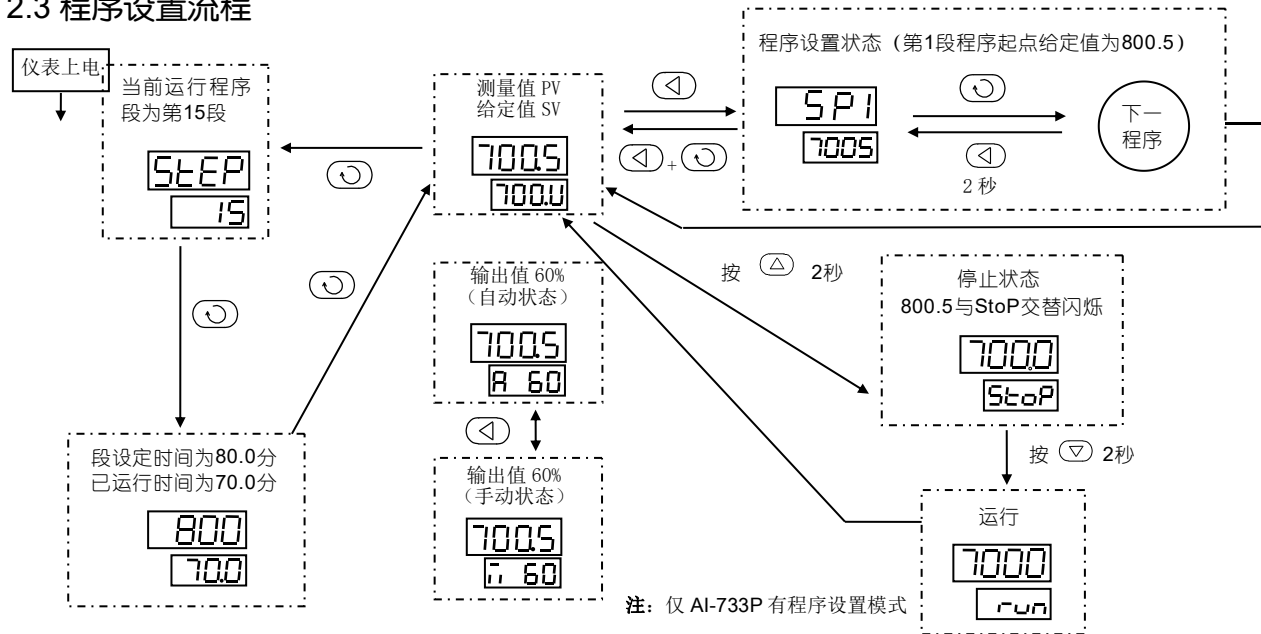 2.3 程序设置流程
仪表上电
当前运行程序
段为第15段
StEP
15
测量值 PV
给定值 SV
700.5
700.0
+
程序设置状态（第1段程序起点给定值为800.5）
SP1
700.5
2 秒
下一
程序
输出值 60%
（自动状态）
700.5
A 60
按
2秒
停止状态
800.5与StoP交替闪烁
700.0
StoP
按
2秒
段设定时间为80.0分
已运行时间为70.0分
80.0
70.0
输出值 60%
（手动状态）
700.5
60
运行
700.0
run
注：仅 AI-733P 有程序设置模式